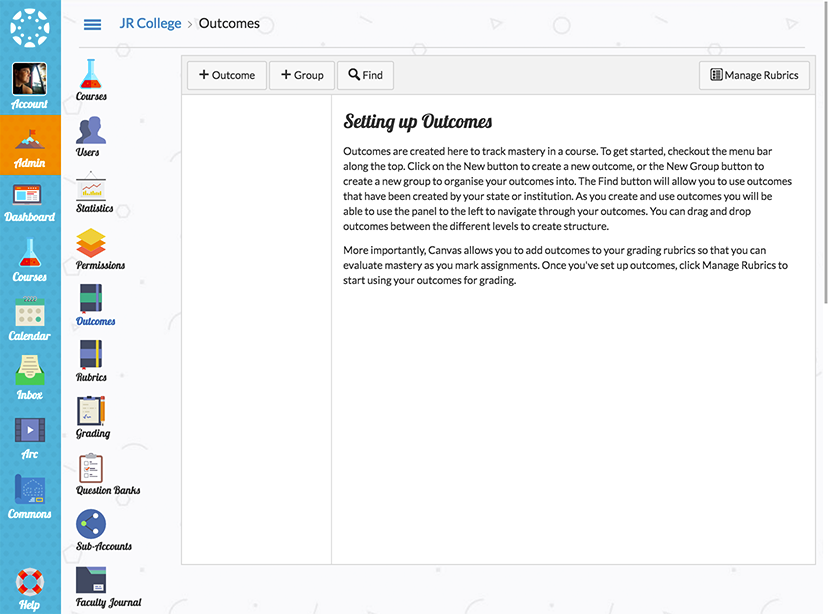 JR College > Outcomes
Account
Admin
Dashboard
Courses
Calendar
Inbox
Arc
Commons
Help
Courses
Users
Statistics
Permissions
Outcomes
Rubrics
Grading
Question Banks
Sub-Accounts
Faculty Journal
+ Outcome
+ Group
Find
Manage Rubrics
Setting up Outcomes
Outcomes are created here to track mastery in a course. To get started, checkout the menu bar
along the top. Click on the New button to create a new outcome, or the New Group button to
create a new group to organise your outcomes into. The Find button will allow you to use outcomes
that have been created by your state or institution. As you create and use outcomes you will be
able to use the panel to the left to navigate through your outcomes. You can drag and drop
outcomes between the different levels to create structure.
More importantly, Canvas allows you to add outcomes to your grading rubrics so that you can
evaluate mastery as you mark assignments. Once you've set up outcomes, click Manage Rubrics to
start using your outcomes for grading.